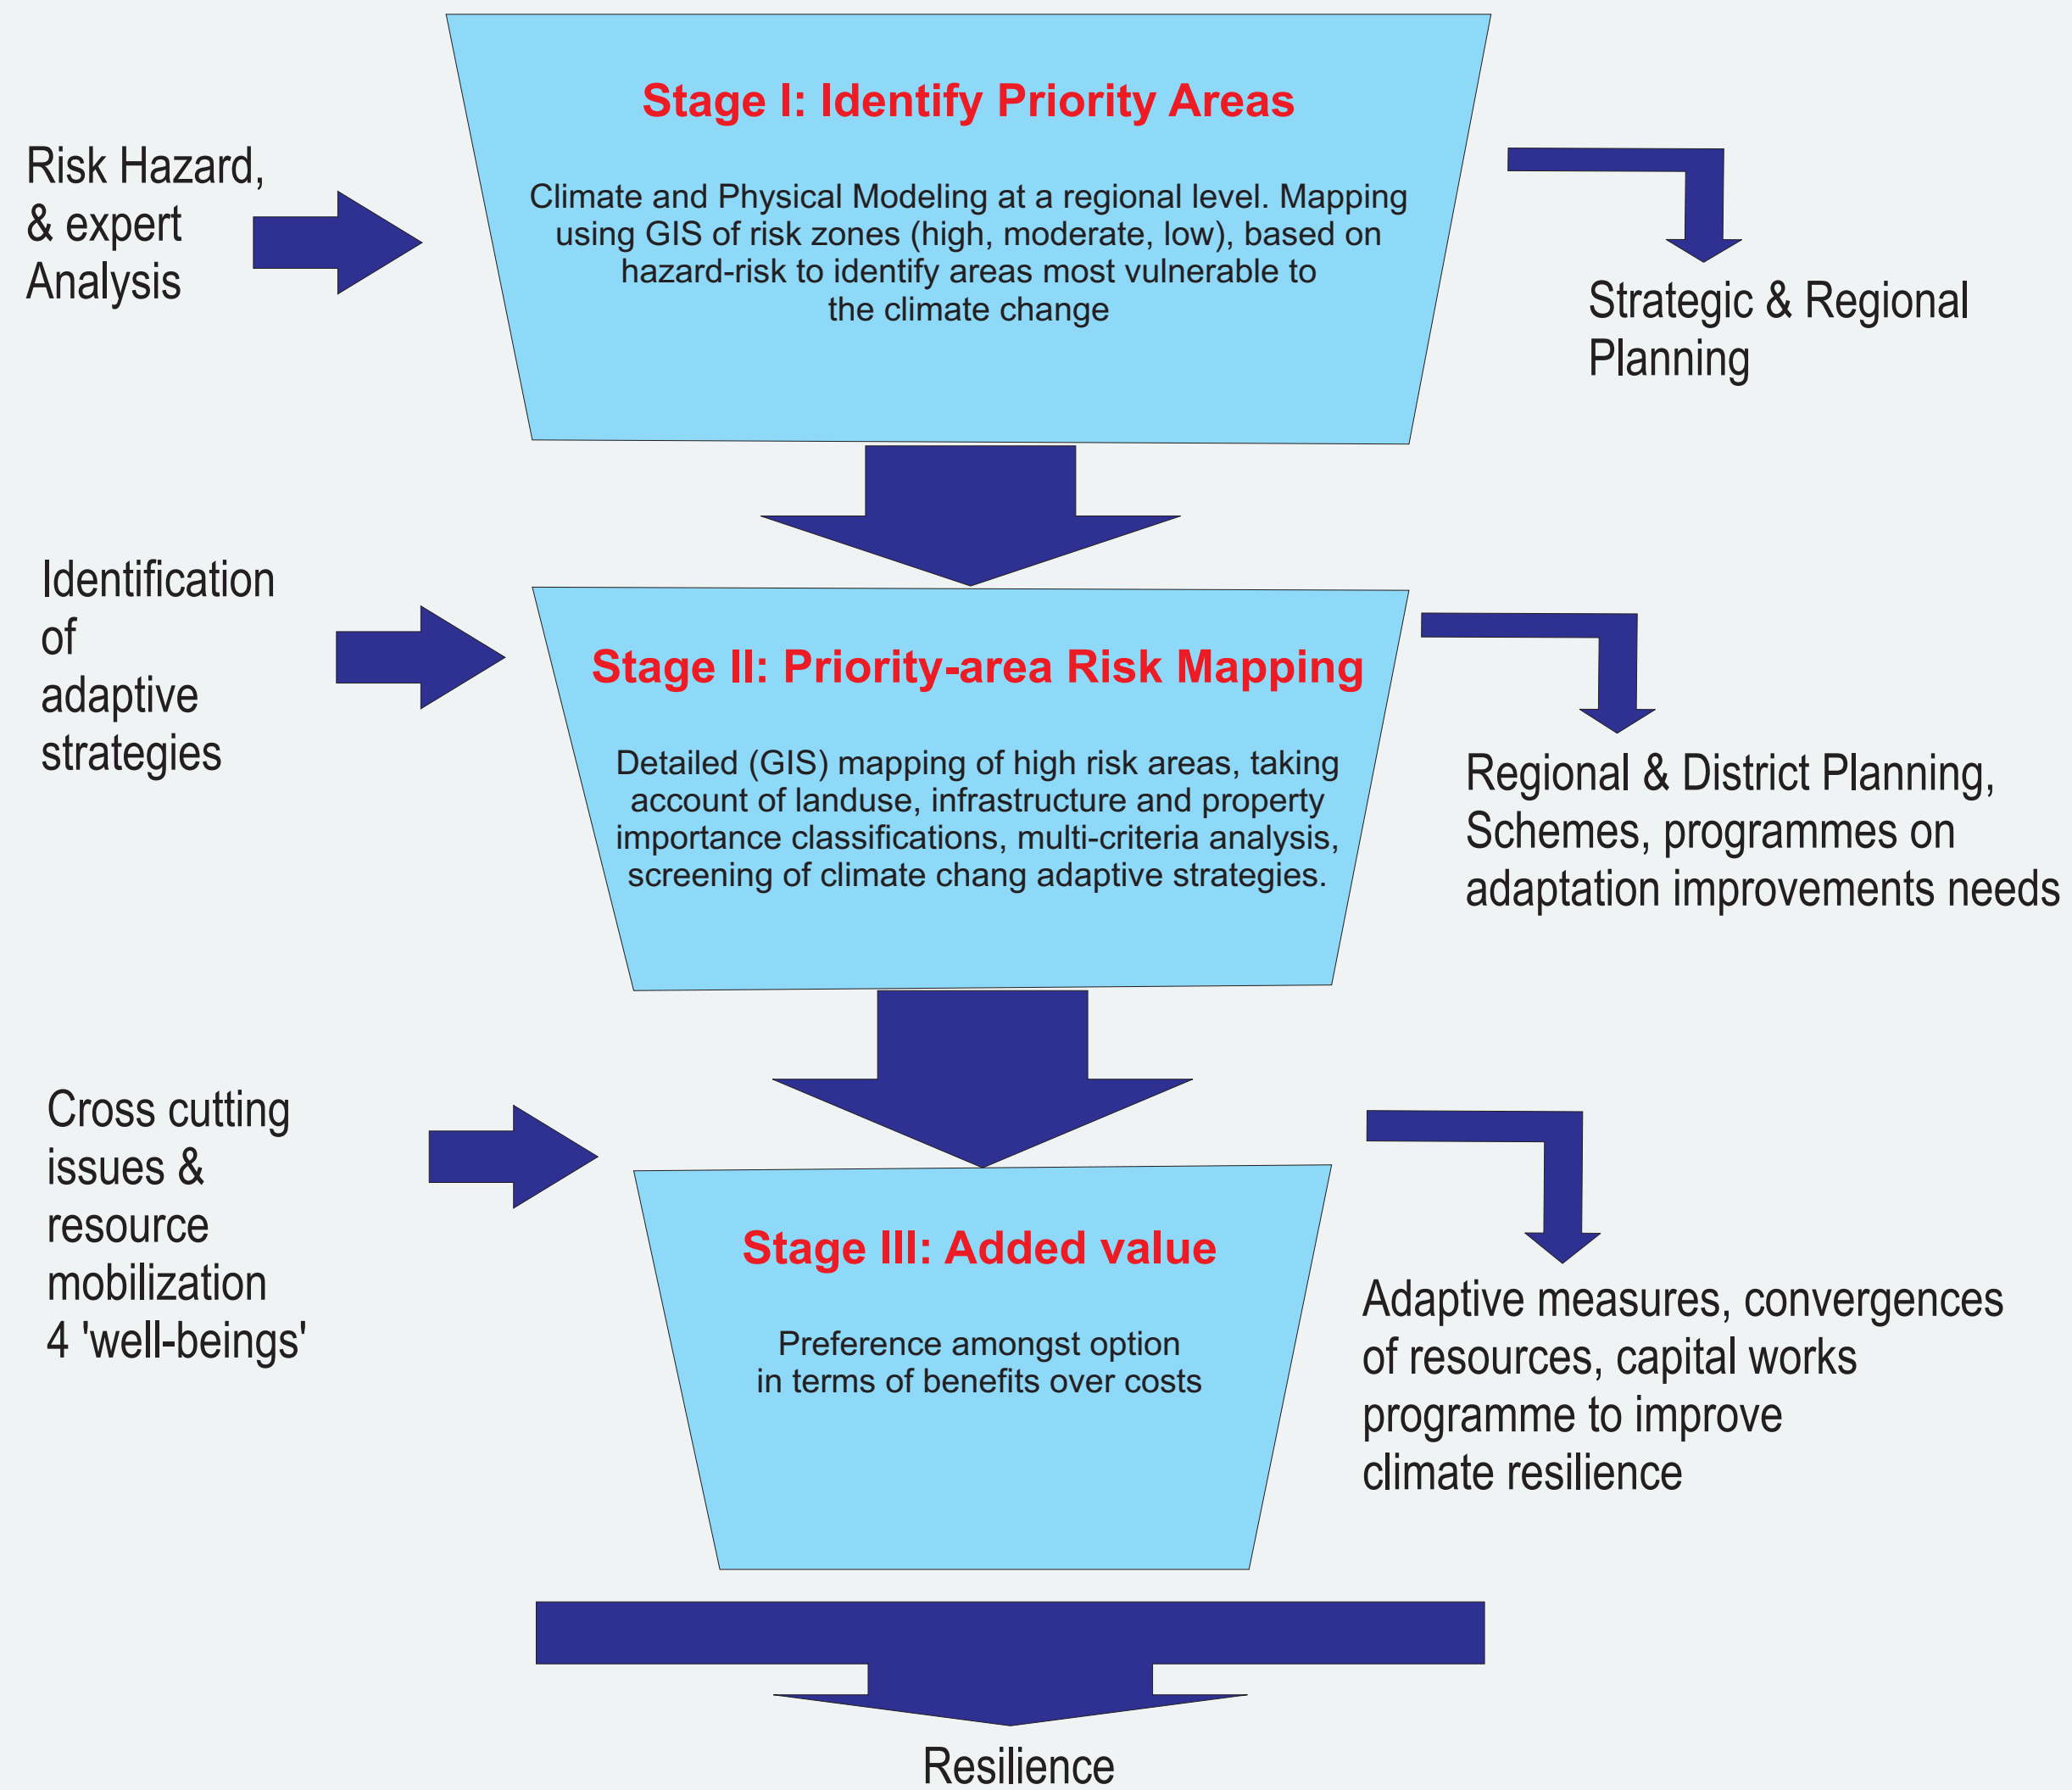 Stage I: Identify Priority Areas
Risk Hazard,
& expert
Analysis
Climate and Physical Modeling at a regional level. Mapping
using GIS of risk zones (high, moderate, low), based on
hazard-risk to identify areas most vulnerable to
the climate change
Strategic & Regional
Planning
Identification
of
adaptive
strategies
Stage II: Priority-area Risk Mapping
Detailed (GIS) mapping of high risk areas, taking
account of landuse, infrastructure and property
importance classifications, multi-criteria analysis,
screening of climate chang adaptive strategies.
Regional & District Planning,
Schemes, programmes on
adaptation improvements needs
Cross cutting
issues &
resource
mobilization
4 'well-beings'
Stage III: Added value
Preference amongst option
in terms of benefits over costs
Adaptive measures, convergences
of resources, capital works
programme to improve
climate resilience
Resilience